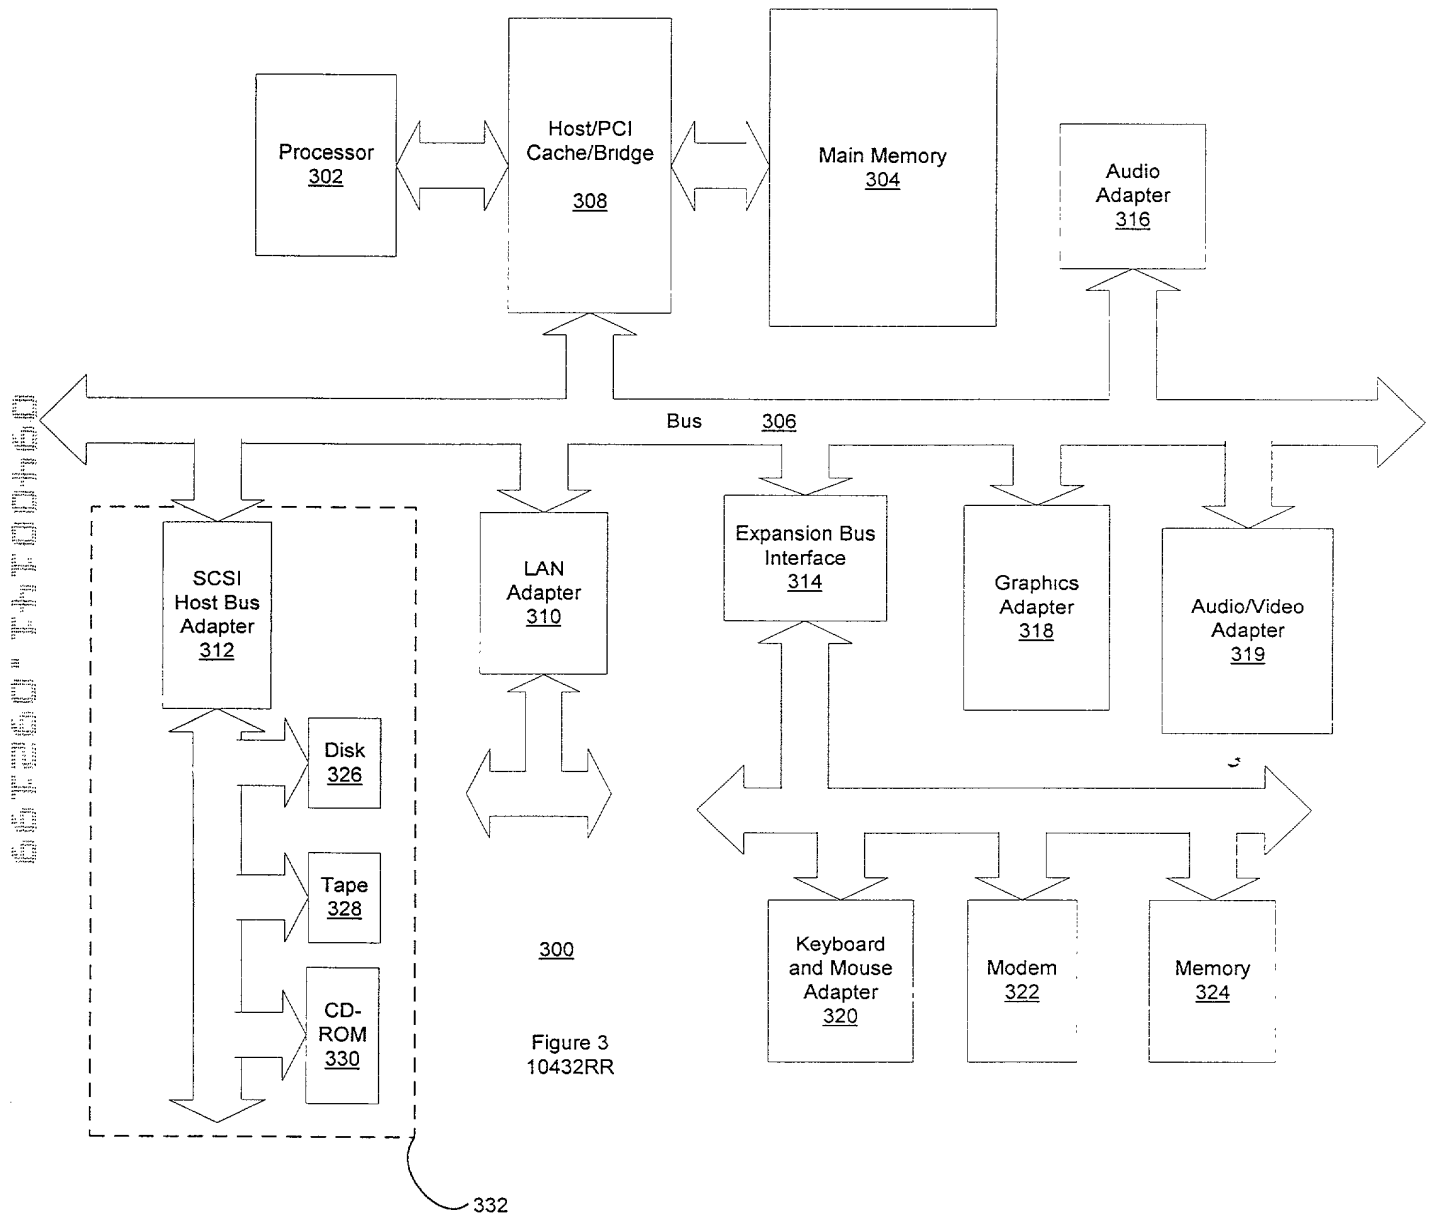 Processor
302
Host/PCI
Cache/Bridge
308
Main Memory
304
Audio
Adapter
316
Bus 306
SCSI
Host Bus
Adapter
312
LAN
Adapter
310
Expansion Bus
Interface
314
Graphics
Adapter
318
Audio/Video
Adapter
319
Disk
326
Tape
328
CD-
ROM
330
Keyboard
and Mouse
Adapter
320
Modem
322
Memory
324
300
Figure 3
10432RR
332